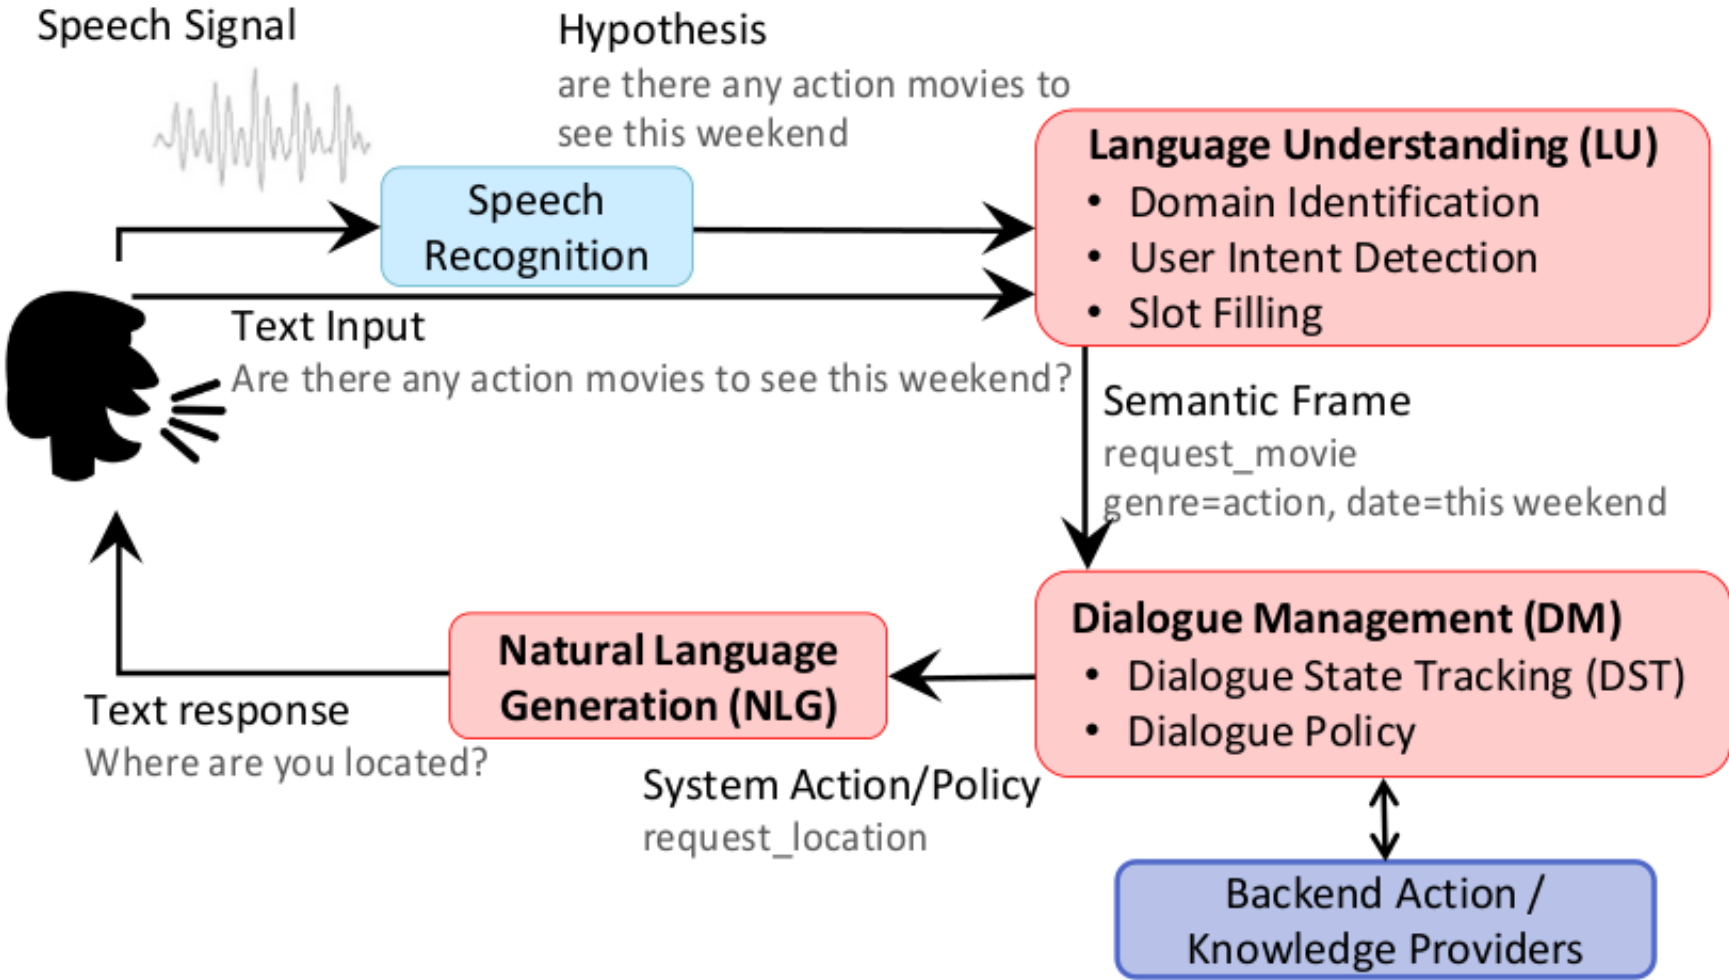 Speech Signal
Hypothesis
are there any action movies to
see this weekend
Speech
Recognition
Language Understanding (LU)
• Domain Identification
• User Intent Detection
• Slot Filling
Text Input
Are there any action movies to see this weekend?
Semantic Frame
request_movie
genre=action, date=this weekend
Dialogue Management (DM)
• Dialogue State Tracking (DST)
• Dialogue Policy
Natural Language
Generation (NLG)
Text response
Where are you located?
System Action/Policy
request_location
Backend Action /
Knowledge Providers